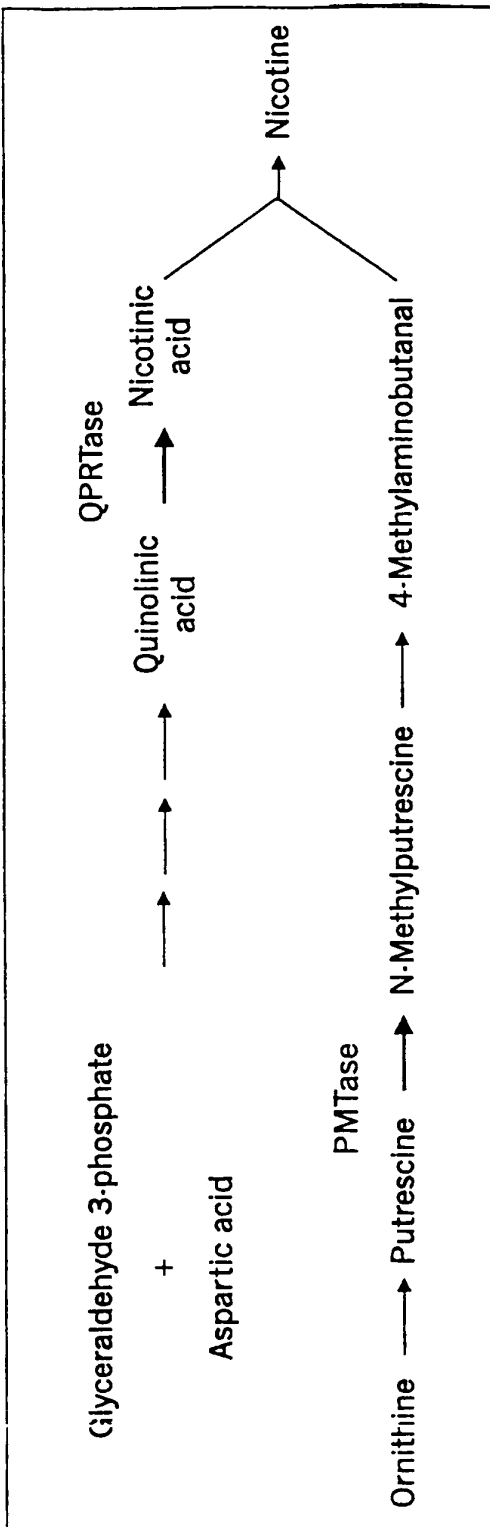 Glyceraldehyde 3-phosphate
+
Aspartic acid
QPRTase
Quinolinic
acid
Nicotinic
acid
Nicotine
PMTase
Ornithine
Putrescine
N-Methylputrescine
4-Methylaminobutanal